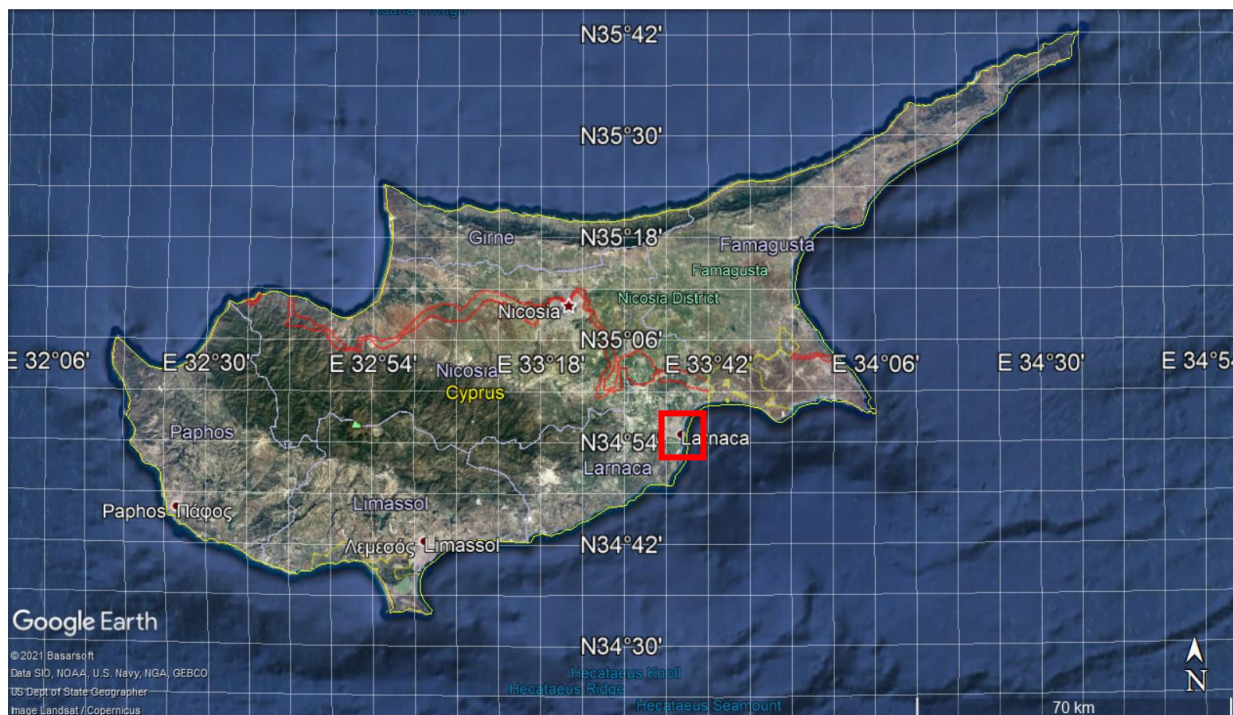 N35°42'
N35°30'
Girne
N35°18'
Famagusta
Famagusta
Nicosia District
Nicosia
N35°06'
E 32°06'
E 32°30'
E 32°54'
E 33°18'
E 33°42'
E 34°06'
E 34°30'
E 34°54'
Nicosia
Cyprus
Paphos
N34°54'
Larnaca
Larnaca
Limassol
Paphos Πάφος
Λεμεσός Limassol
N34°42'
Google Earth
N34°30'
© 2021 Basarsoft
Data SIO, NOAA, U.S. Navy, NGA, GEBCO
US Dept of State Geographer
Image Landsat / Copernicus
Hecataeus Knoll
Hecataeus Ridge
Hecataeus Seamount
N
70 km